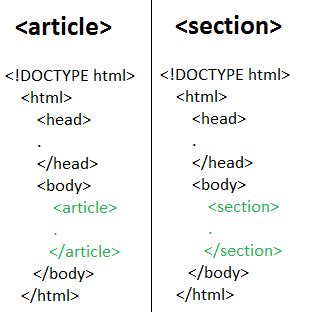 <article>
<!DOCTYPE html>
<html>
<head>
.
</head>
<body>
<article>
.
</article>
</body>
</html>
<section>
<!DOCTYPE html>
<html>
<head>
.
</head>
<body>
<section>
.
</section>
</body>
</html>